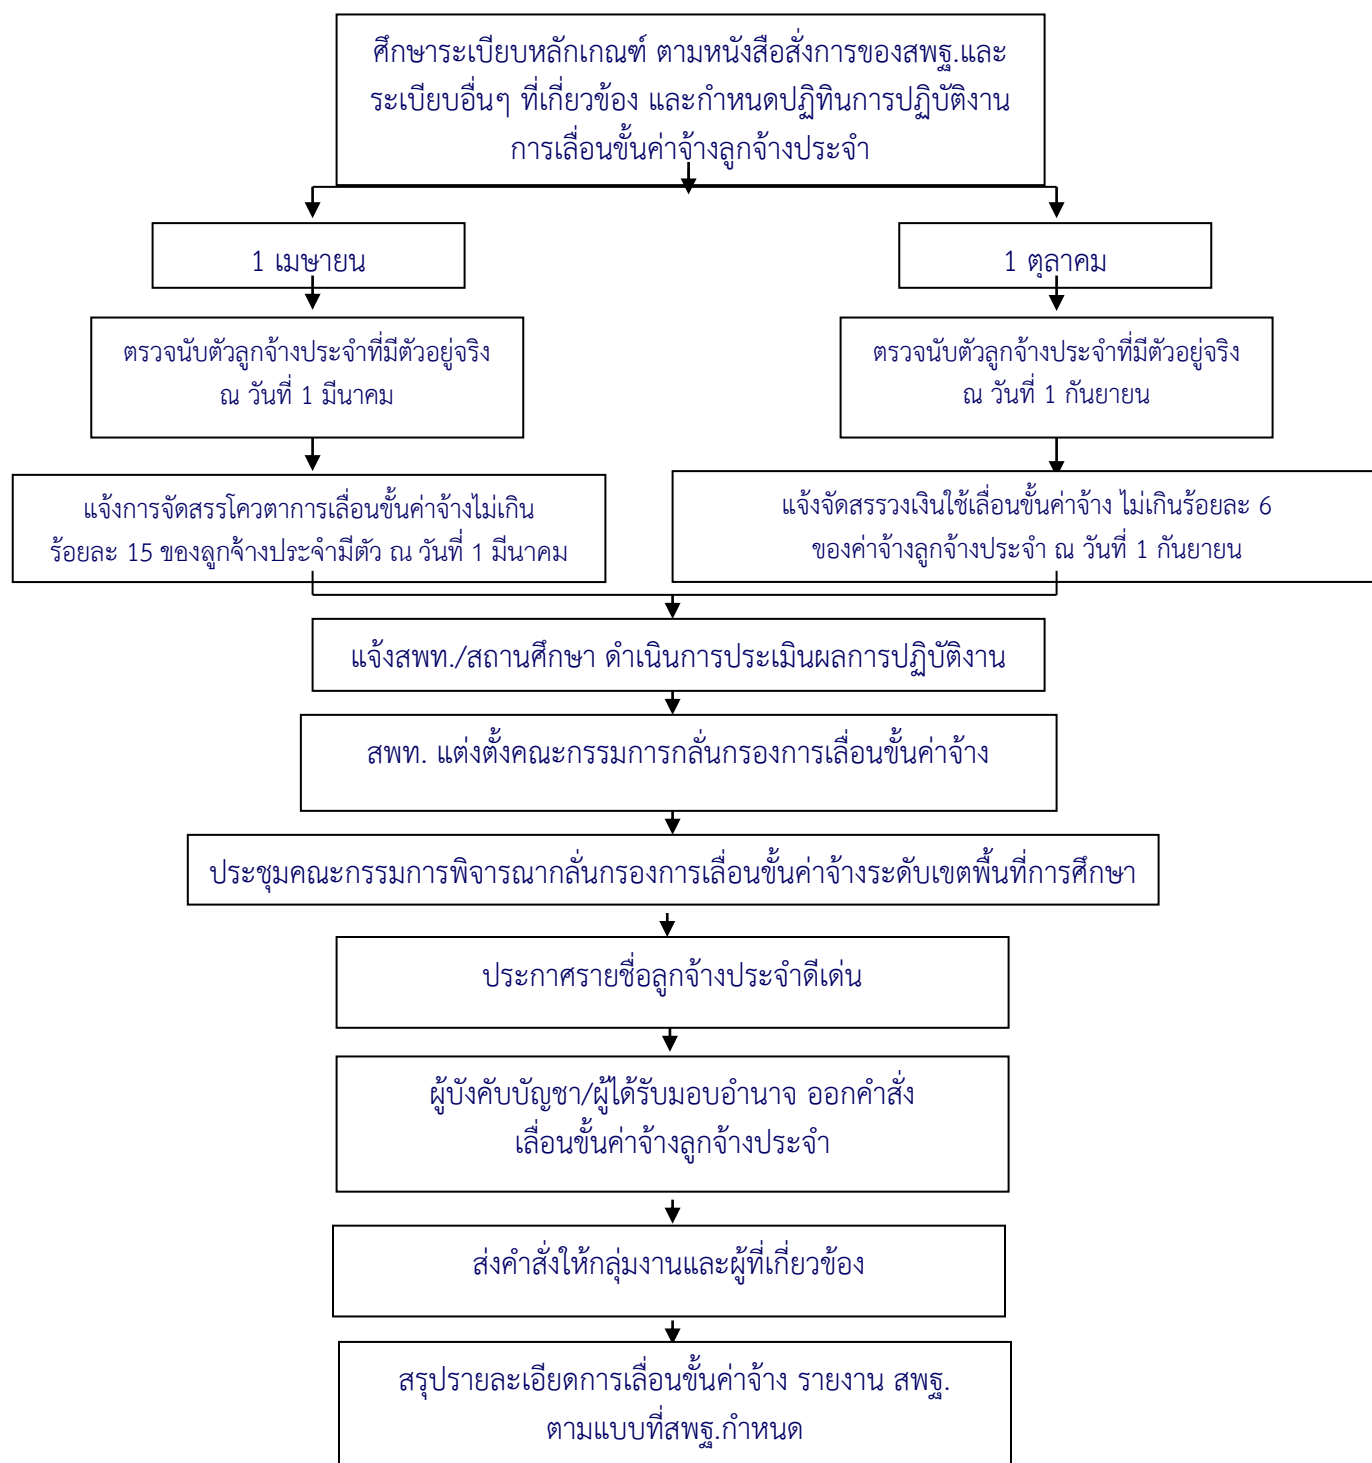 ศึกษาระเบียบหลักเกณฑ์ ตามหนังสือสั่งการของสพฐ.และ
ระเบียบอื่นๆ ที่เกี่ยวข้อง และกำหนดปฏิทินการปฏิบัติงาน
การเลื่อนขั้นค่าจ้างลูกจ้างประจำ
1 เมษายน
1 ตุลาคม
ตรวจนับตัวลูกจ้างประจำที่มีตัวอยู่จริง
ณ วันที่ 1 มีนาคม
ตรวจนับตัวลูกจ้างประจำที่มีตัวอยู่จริง
ณ วันที่ 1 กันยายน
แจ้งการจัดสรรโควตาการเลื่อนขั้นค่าจ้างไม่เกิน
ร้อยละ 15 ของลูกจ้างประจำมีตัว ณ วันที่ 1 มีนาคม
แจ้งจัดสรรวงเงินใช้เลื่อนขั้นค่าจ้าง ไม่เกินร้อยละ 6
ของค่าจ้างลูกจ้างประจำ ณ วันที่ 1 กันยายน
แจ้งสพท./สถานศึกษา ดำเนินการประเมินผลการปฏิบัติงาน
สพท. แต่งตั้งคณะกรรมการกลั่นกรองการเลื่อนขั้นค่าจ้าง
ประชุมคณะกรรมการพิจารณากลั่นกรองการเลื่อนขั้นค่าจ้างระดับเขตพื้นที่การศึกษา
ประกาศรายชื่อลูกจ้างประจำดีเด่น
ผู้บังคับบัญชา/ผู้ได้รับมอบอำนาจ ออกคำสั่ง
เลื่อนขั้นค่าจ้างลูกจ้างประจำ
ส่งคำสั่งให้กลุ่มงานและผู้ที่เกี่ยวข้อง
สรุปรายละเอียดการเลื่อนขั้นค่าจ้าง รายงาน สพฐ.
ตามแบบที่สพฐ.กำหนด